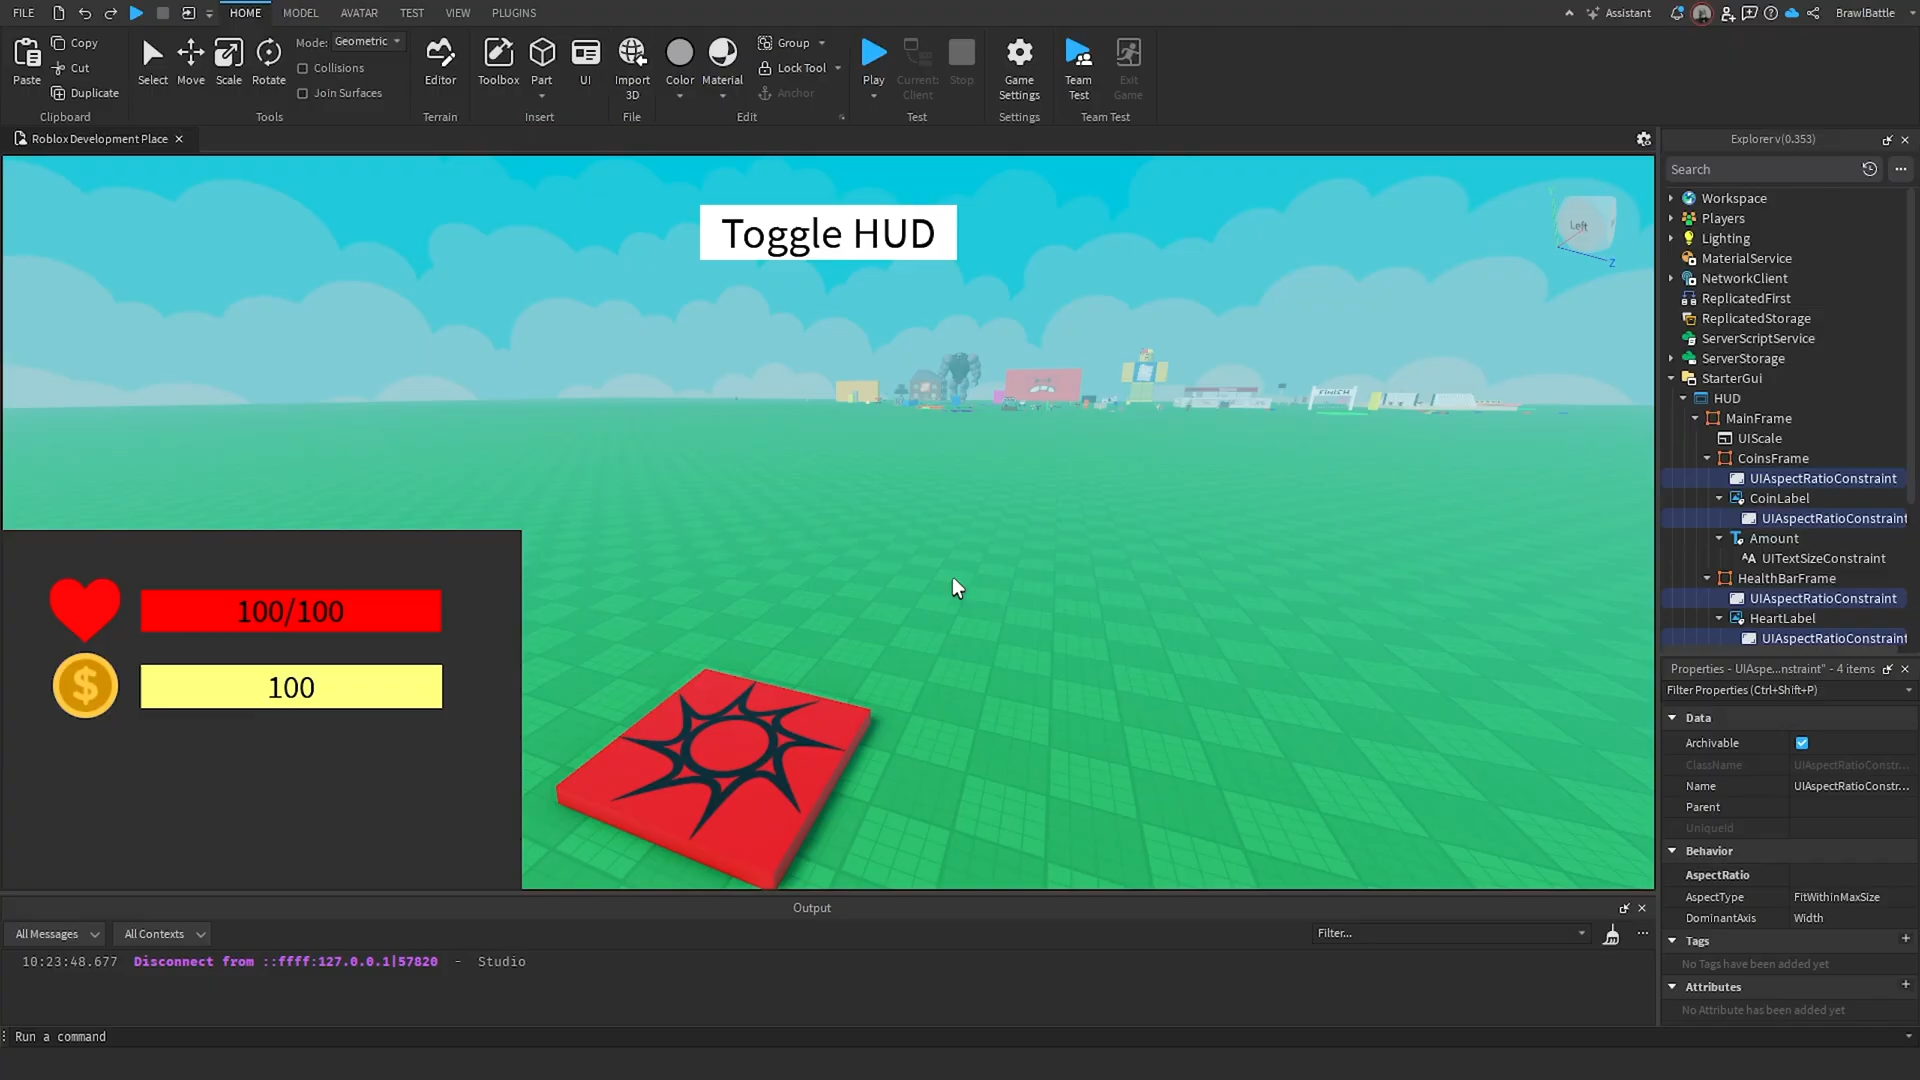 FILE HOME MODEL AVATAR TEST VIEW PLUGINS Assistant BrawlBattle
Paste Copy Cut Duplicate Select Move Scale Rotate Mode: Geometric Collisions Join Surfaces Editor Toolbox Part UI Import 3D Color Material Group Lock Tool Anchor Play Current: Client Stop Game Settings Team Test Exit Game
Clipboard Tools Terrain Insert File Edit Test Settings Team Test
Roblox Development Place
Toggle HUD
Left
Z
FINISH
100/100
$
100
Output
All Messages All Contexts Filter...
10:23:48.677 Disconnect from ::ffff:127.0.0.1|57820 - Studio
Run a command
Explorer v(0.353)
Search
Workspace
Players
Lighting
MaterialService
NetworkClient
ReplicatedFirst
ReplicatedStorage
ServerScriptService
ServerStorage
StarterGui
HUD
MainFrame
UIScale
CoinsFrame
UIAspectRatioConstraint
CoinLabel
UIAspectRatioConstraint
Amount
AA UITextSizeConstraint
HealthBarFrame
UIAspectRatioConstraint
HeartLabel
UIAspectRatioConstraint
Properties - UIAspe...nstraint" - 4 items
Filter Properties (Ctrl+Shift+P)
Data
Archivable
ClassName UIAspectRatioConstr...
Name UIAspectRatioConstr...
Parent
UniqueId
Behavior
AspectRatio
AspectType FitWithinMaxSize
DominantAxis Width
Tags
No Tags have been added yet
Attributes
No Attribute has been added yet